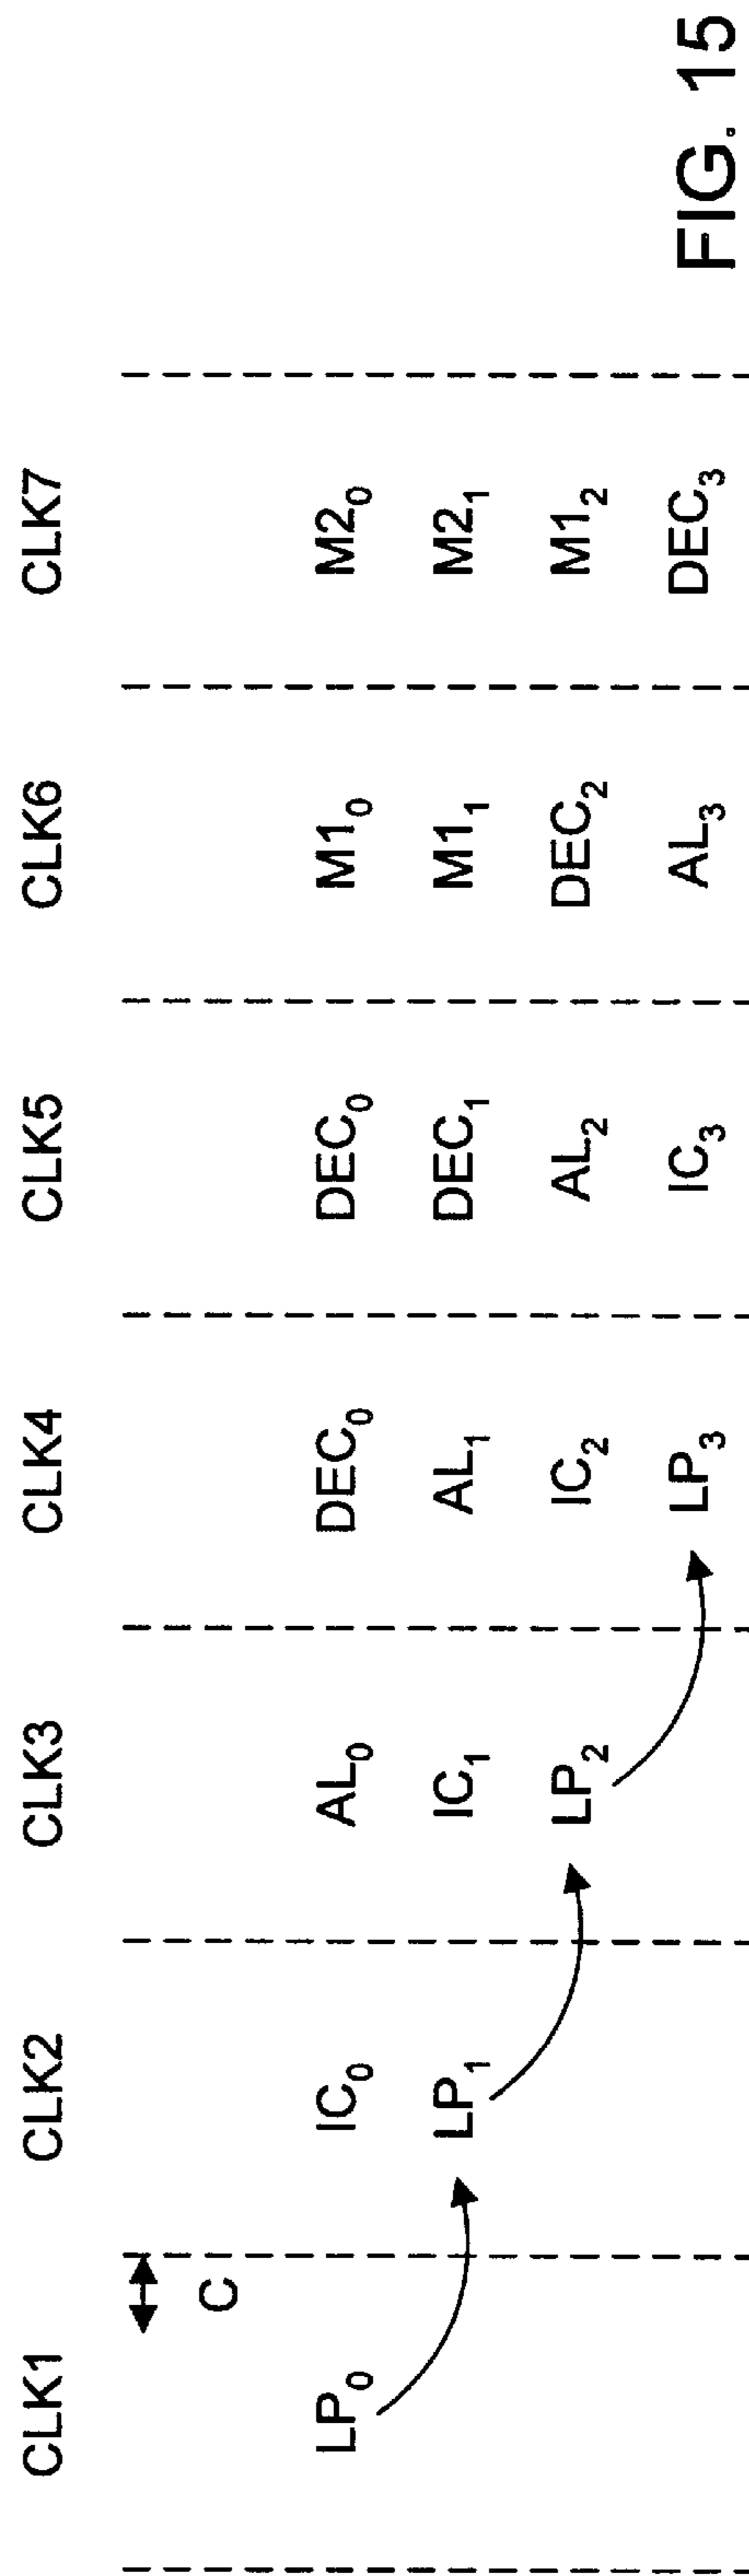 CLK1 CLK2 CLK3 CLK4 CLK5 CLK6 CLK7
C
LP₀ IC₀ AL₀ DEC₀ DEC₀ M1₀ M2₀
LP₁ IC₁ AL₁ DEC₁ M1₁ M2₁
LP₂ IC₂ AL₂ DEC₂ M1₂
LP₃ IC₃ AL₃ DEC₃
FIG. 15